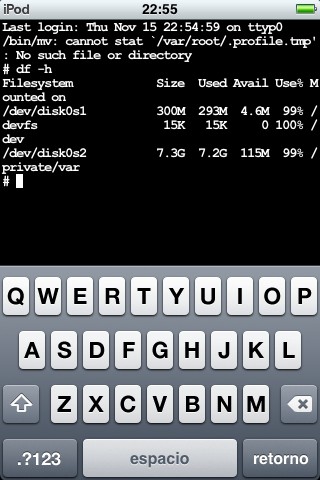 iPod 22:55
Last login: Thu Nov 15 22:54:59 on ttyp0
/bin/mv: cannot stat `/var/root/.profile.tmp'
: No such file or directory
# df -h
Filesystem Size Used Avail Use% M
ounted on
/dev/disk0s1 300M 293M 4.6M 99% /
devfs 15K 15K 0 100% /
dev
/dev/disk0s2 7.3G 7.2G 115M 99% /
private/var
#
Q W E R T Y U I O P
A S D F G H J K L
Z X C V B N M
.?123 espacio retorno